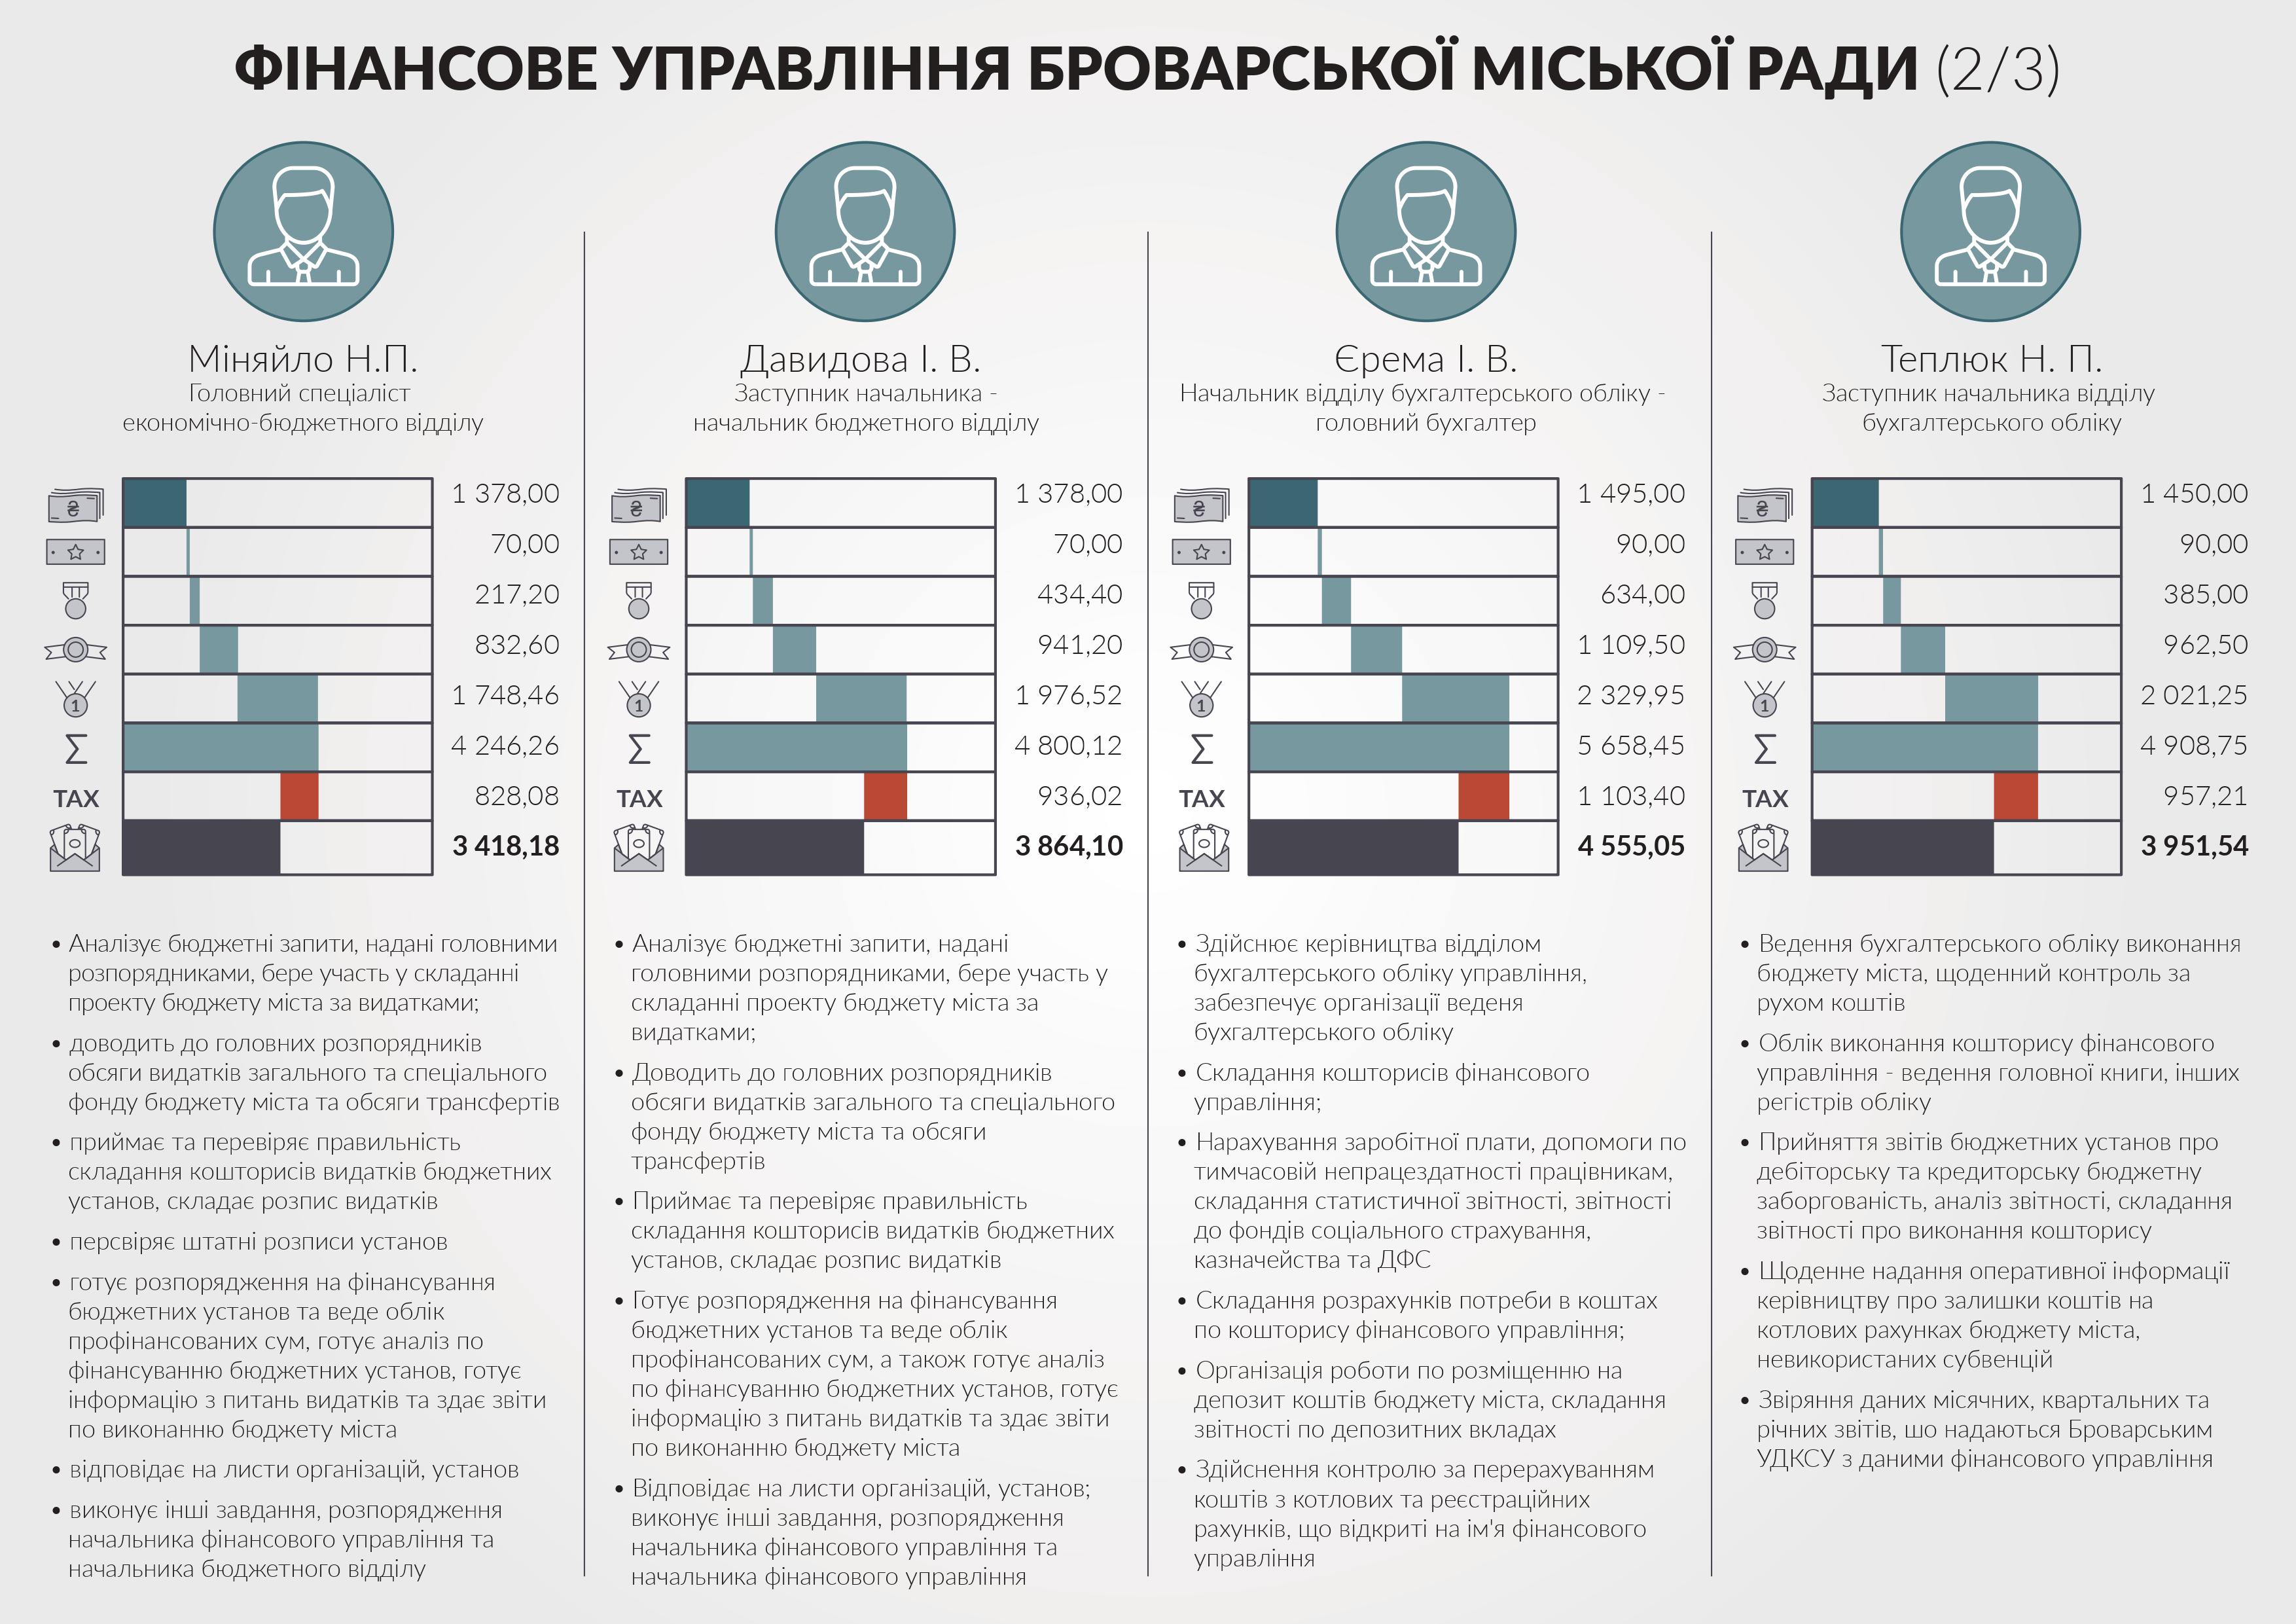 ФІНАНСОВЕ УПРАВЛІННЯ БРОВАРСЬКОЇ МІСЬКОЇ РАДИ (2/3)
Міняйло Н.П.
Головний спеціаліст
економічно-бюджетного відділу
₴
1 378,00
70,00
217,20
832,60
1
1 748,46
Σ
4 246,26
TAX
828,08
3 418,18
• Аналізує бюджетні запити, надані головними
розпорядниками, бере участь у складанні
проекту бюджету міста за видатками;
• доводить до головних розпорядників
обсяги видатків загального та спеціального
фонду бюджету міста та обсяги трансфертів
• приймає та перевіряє правильність
складання кошторисів видатків бюджетних
установ, складає розпис видатків
• персвіряє штатні розписи установ
• готує розпорядження на фінансування
бюджетних установ та веде облік
профінансованих сум, готує аналіз по
фінансуванню бюджетних установ, готує
інформацію з питань видатків та здає звіти
по виконанню бюджету міста
• відповідає на листи організацій, установ
• виконує інші завдання, розпорядження
начальника фінансового управління та
начальника бюджетного відділу
Давидова І. В.
Заступник начальника -
начальник бюджетного відділу
₴
1 378,00
70,00
434,40
941,20
1
1 976,52
Σ
4 800,12
TAX
936,02
3 864,10
• Аналізує бюджетні запити, надані
головними розпорядниками, бере участь у
складанні проекту бюджету міста за
видатками;
• Доводить до головних розпорядників
обсяги видатків загального та спеціального
фонду бюджету міста та обсяги
трансфертів
• Приймає та перевіряє правильність
складання кошторисів видатків бюджетних
установ, складає розпис видатків
• Готує розпорядження на фінансування
бюджетних установ та веде облік
профінансованих сум, а також готує аналіз
по фінансуванню бюджетних установ, готує
інформацію з питань видатків та здає звіти
по виконанню бюджету міста
• Відповідає на листи організацій, установ;
виконує інші завдання, розпорядження
начальника фінансового управління та
начальника фінансового управління
Єрема І. В.
Начальник відділу бухгалтерського обліку -
головний бухгалтер
₴
1 495,00
90,00
634,00
1 109,50
1
2 329,95
Σ
5 658,45
TAX
1 103,40
4 555,05
• Здійснює керівництва відділом
бухгалтерського обліку управління,
забезпечує організації веденя
бухгалтерського обліку
• Складання кошторисів фінансового
управління;
• Нарахування заробітної плати, допомоги по
тимчасовій непрацездатності працівникам,
складання статистичної звітності, звітності
до фондів соціального страхування,
казначейства та ДФС
• Складання розрахунків потреби в коштах
по кошторису фінансового управління;
• Організація роботи по розміщенню на
депозит коштів бюджету міста, складання
звітності по депозитних вкладах
• Здійснення контролю за перерахуванням
коштів з котлових та реєстраційних
рахунків, що відкриті на ім'я фінансового
управління
Теплюк Н. П.
Заступник начальника відділу
бухгалтерського обліку
₴
1 450,00
90,00
385,00
962,50
1
2 021,25
Σ
4 908,75
TAX
957,21
3 951,54
• Ведення бухгалтерського обліку виконання
бюджету міста, щоденний контроль за
рухом коштів
• Облік виконання кошторису фінансового
управління - ведення головної книги, інших
регістрів обліку
• Прийняття звітів бюджетних установ про
дебіторську та кредиторську бюджетну
заборгованість, аналіз звітності, складання
звітності про виконання кошторису
• Щоденне надання оперативної інформації
керівництву про залишки коштів на
котлових рахунках бюджету міста,
невикористаних субвенцій
• Звіряння даних місячних, квартальних та
річних звітів, шо надаються Броварським
УДКСУ з даними фінансового управління